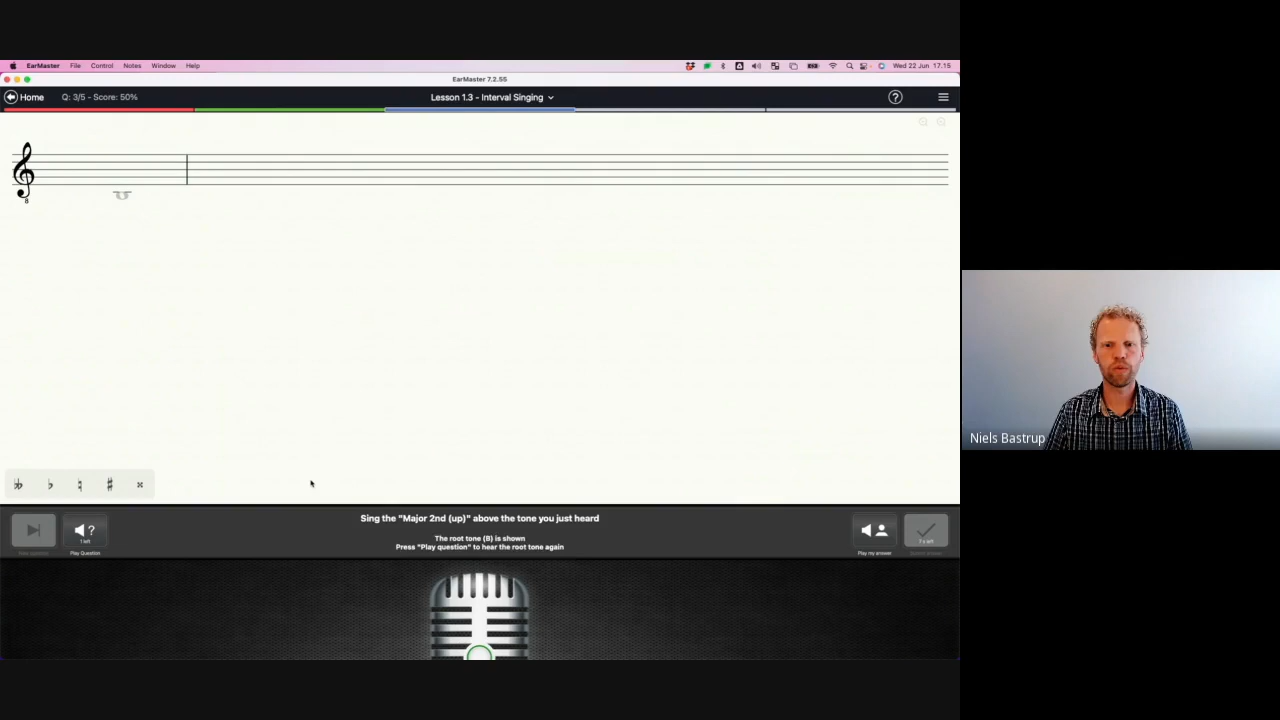 EarMaster File Control Notes Window Help Wed 22 Jun 17.15
EarMaster 7.2.55
Home Q: 3/5 - Score: 50% Lesson 1.3 - Interval Singing ?
8
Niels Bastrup
Sing the "Major 2nd (up)" above the tone you just heard
The root tone (B) is shown
Press "Play question" to hear the root tone again
?
1 left
Play Question
Play my answer